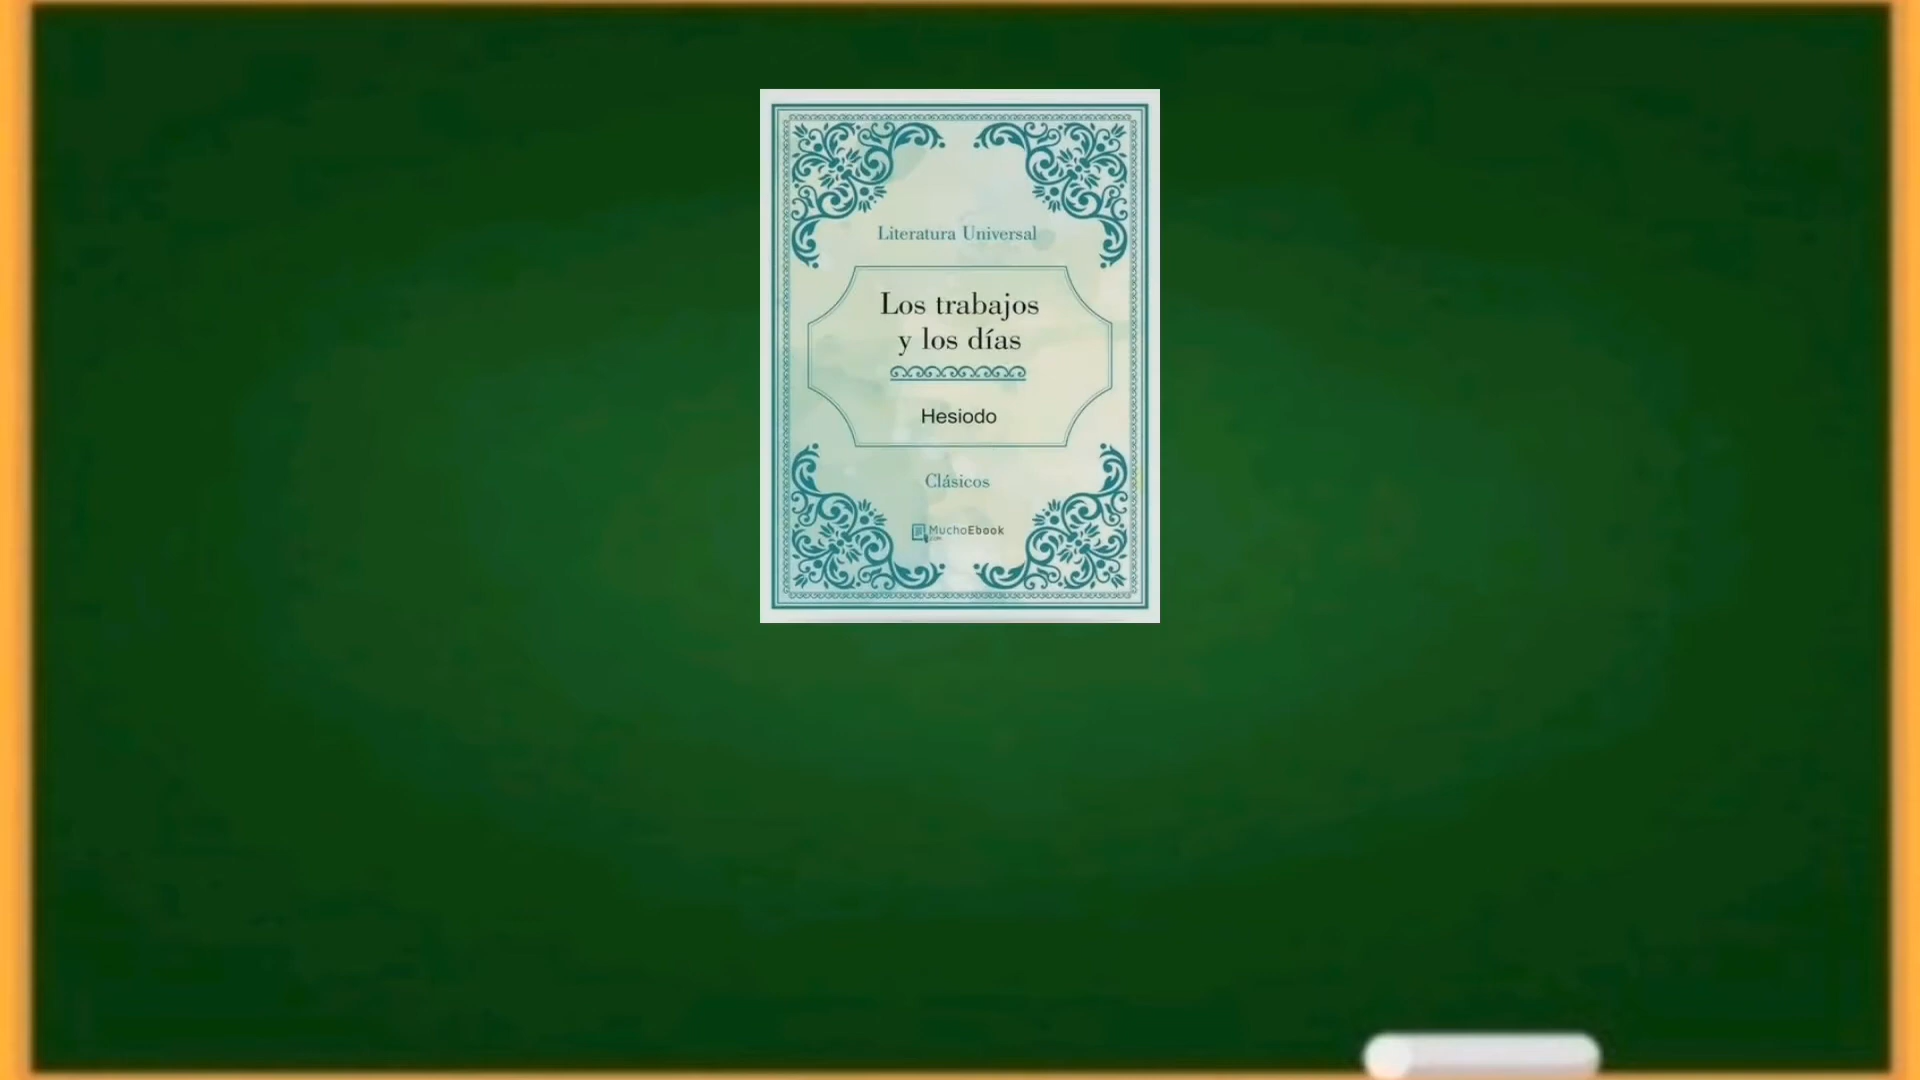 Literatura Universal
Los trabajos
y los días
Hesiodo
Clásicos
MuchoEbook